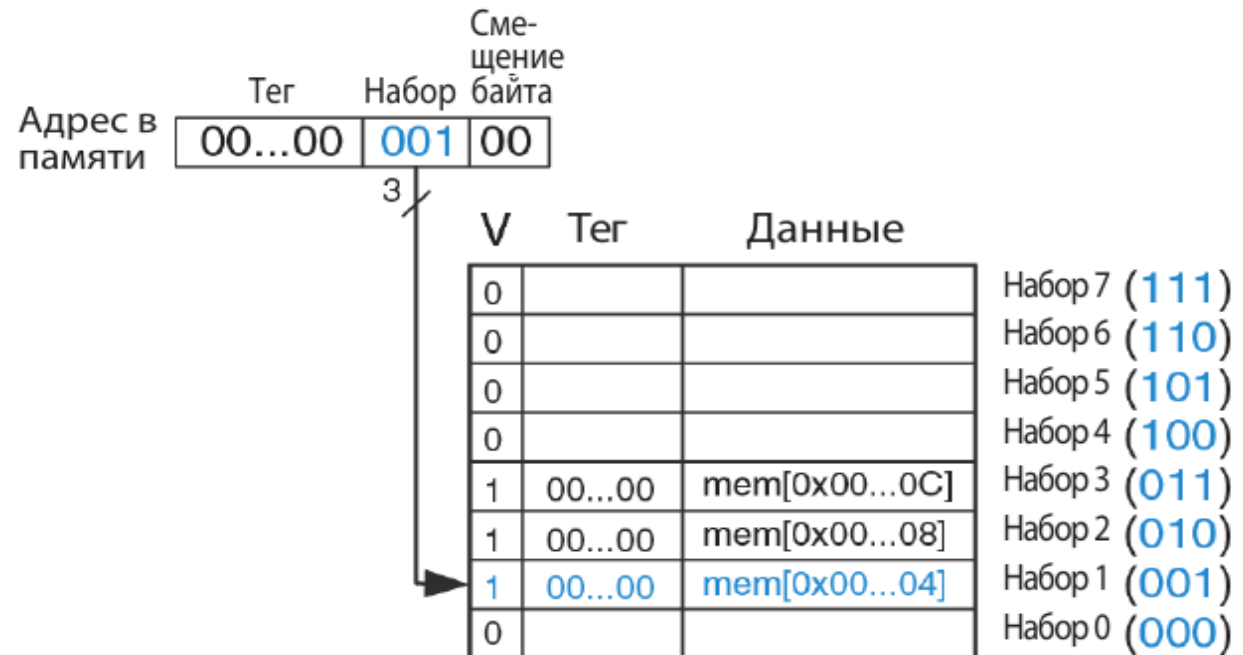 Сме-
щение
байта
Тег Набор
Адрес в
памяти
00...00 001 00
3
V Тег Данные
0 Набор 7 (111)
0 Набор 6 (110)
0 Набор 5 (101)
0 Набор 4 (100)
1 00...00 mem[0x00...0C] Набор 3 (011)
1 00...00 mem[0x00...08] Набор 2 (010)
1 00...00 mem[0x00...04] Набор 1 (001)
0 Набор 0 (000)